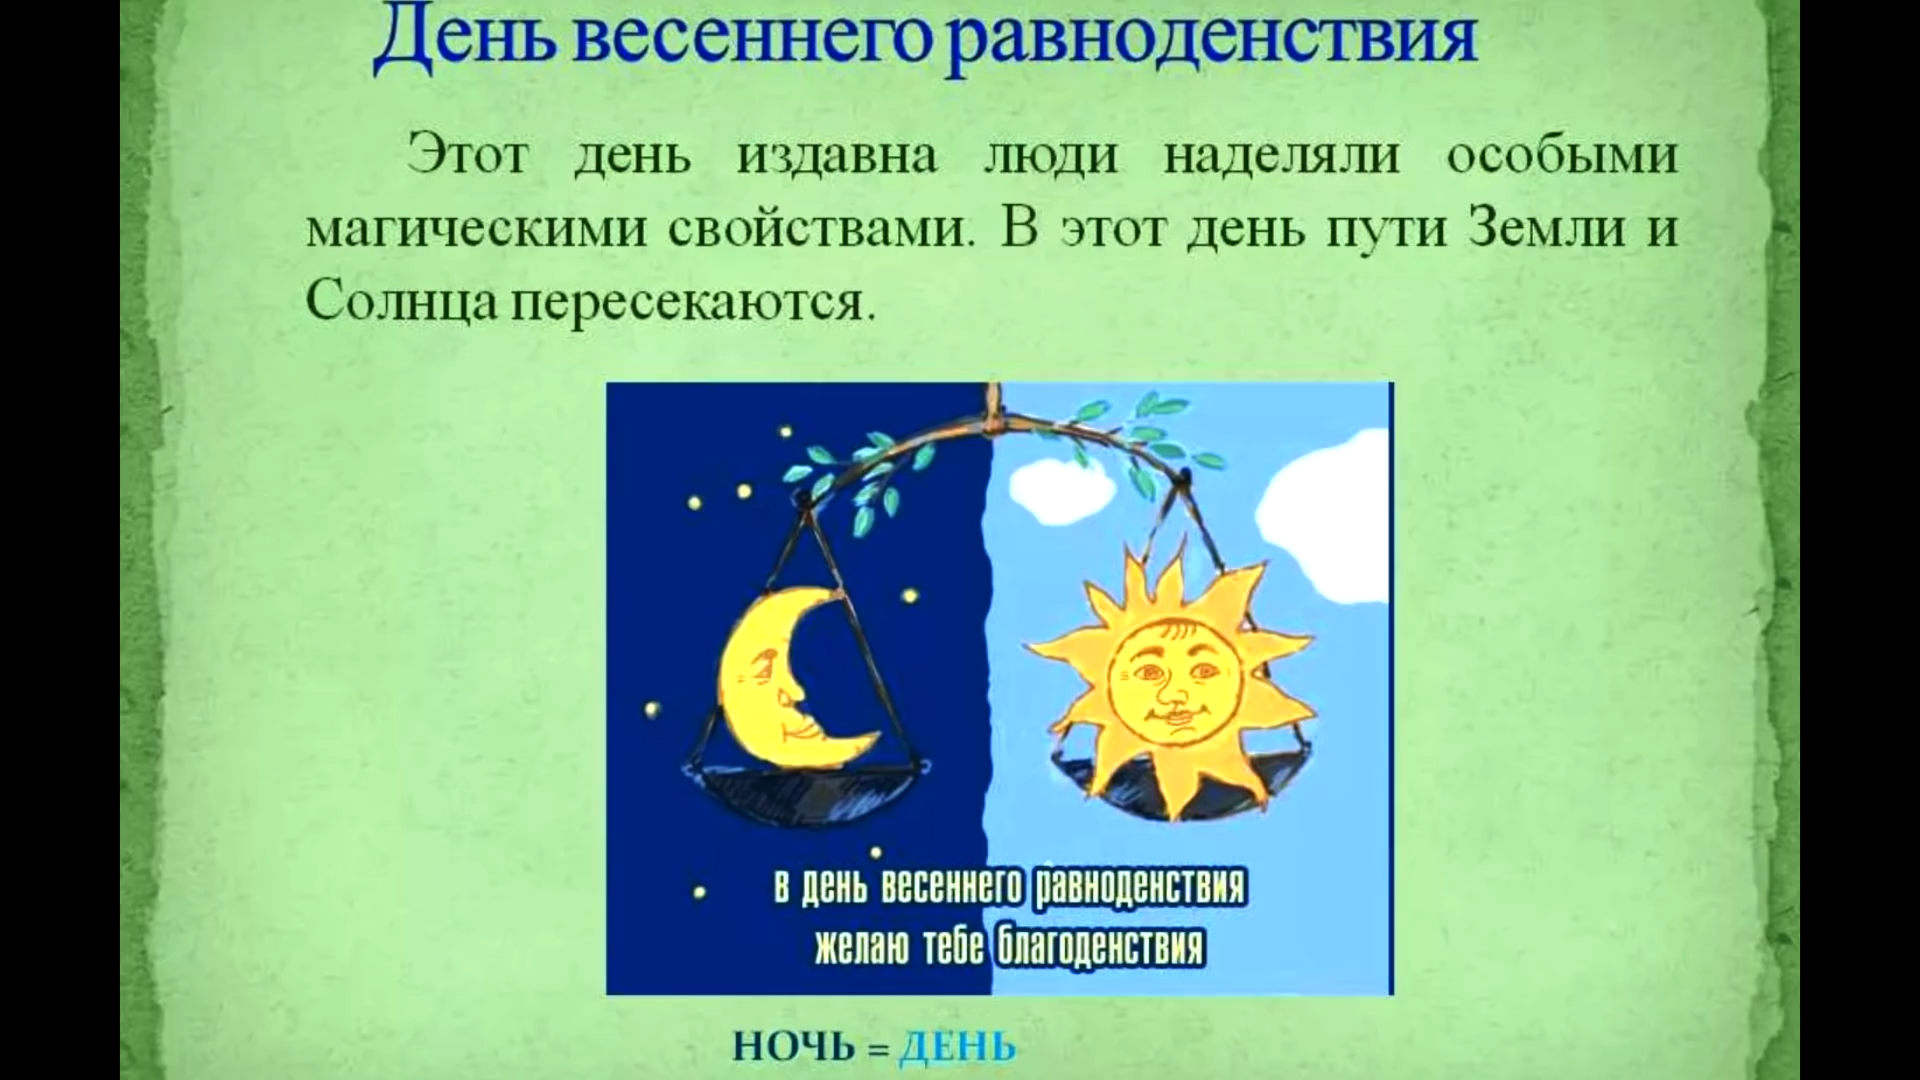 День весеннего равноденствия
Этот день издавна люди наделяли особыми
магическими свойствами. В этот день пути Земли и
Солнца пересекаются.
в день весеннего равноденствия
желаю тебе благоденствия
НОЧЬ = ДЕНЬ